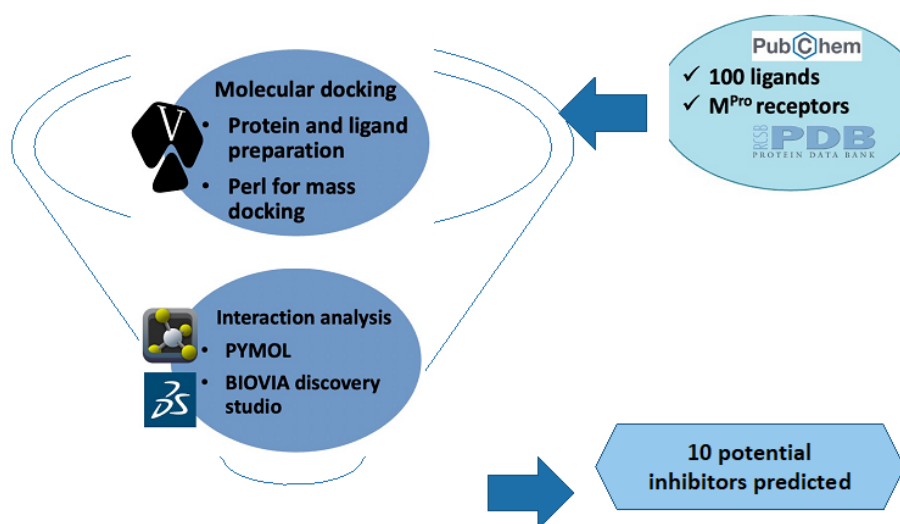 PubChem
✓ 100 ligands
✓ Mᴾʳᵒ receptors
RCSB PDB
PROTEIN DATA BANK
V
Molecular docking
• Protein and ligand
preparation
• Perl for mass
docking
Interaction analysis
• PYMOL
• BIOVIA discovery
studio
DS
10 potential
inhibitors predicted